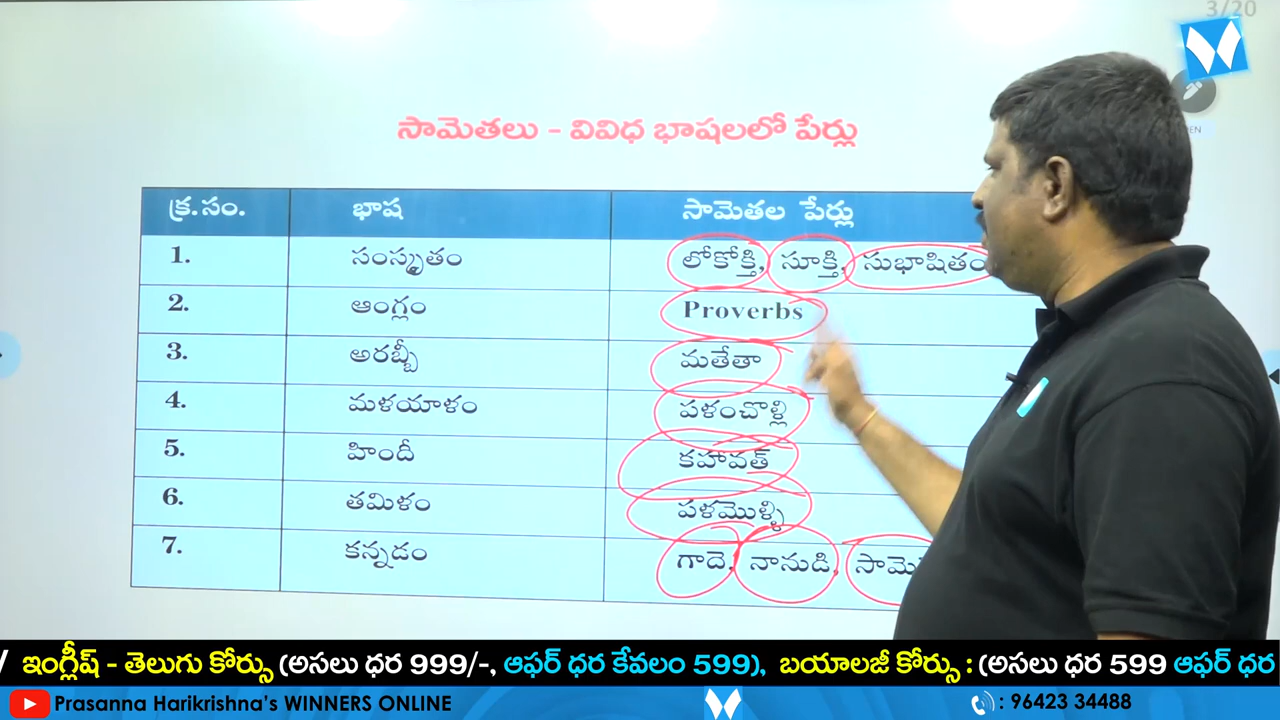 3/20
సామెతలు - వివిధ భాషలలో పేర్లు
క్ర.సం. భాష సామెతల పేర్లు
1. సంస్కృతం లోకోక్తి, సూక్తి, సుభాషితం
2. ఆంగ్లం Proverbs
3. అరబ్బీ మతేతా
4. మళయాళం పళంచొళ్లి
5. హిందీ కహావత్
6. తమిళం పళమొళ్ళి
7. కన్నడం గాదె, నానుడి,
/ ఇంగ్లీష్ - తెలుగు కోర్సు (అసలు ధర 999/-, ఆఫర్ ధర కేవలం 599), బయాలజీ కోర్సు : (అసలు ధర 599 ఆఫర్ ధర
Prasanna Harikrishna's WINNERS ONLINE : 96423 34488